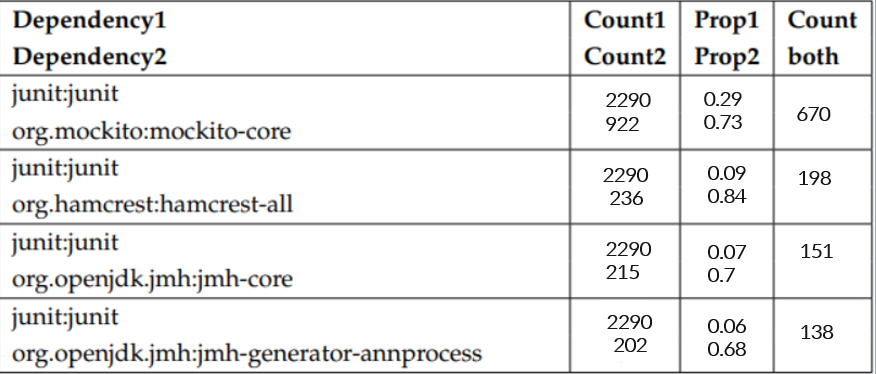 Dependency1 Count1 Prop1 Count
Dependency2 Count2 Prop2 both
junit:junit 2290 0.29 670
org.mockito:mockito-core 922 0.73
junit:junit 2290 0.09 198
org.hamcrest:hamcrest-all 236 0.84
junit:junit 2290 0.07 151
org.openjdk.jmh:jmh-core 215 0.7
junit:junit 2290 0.06 138
org.openjdk.jmh:jmh-generator-annprocess 202 0.68